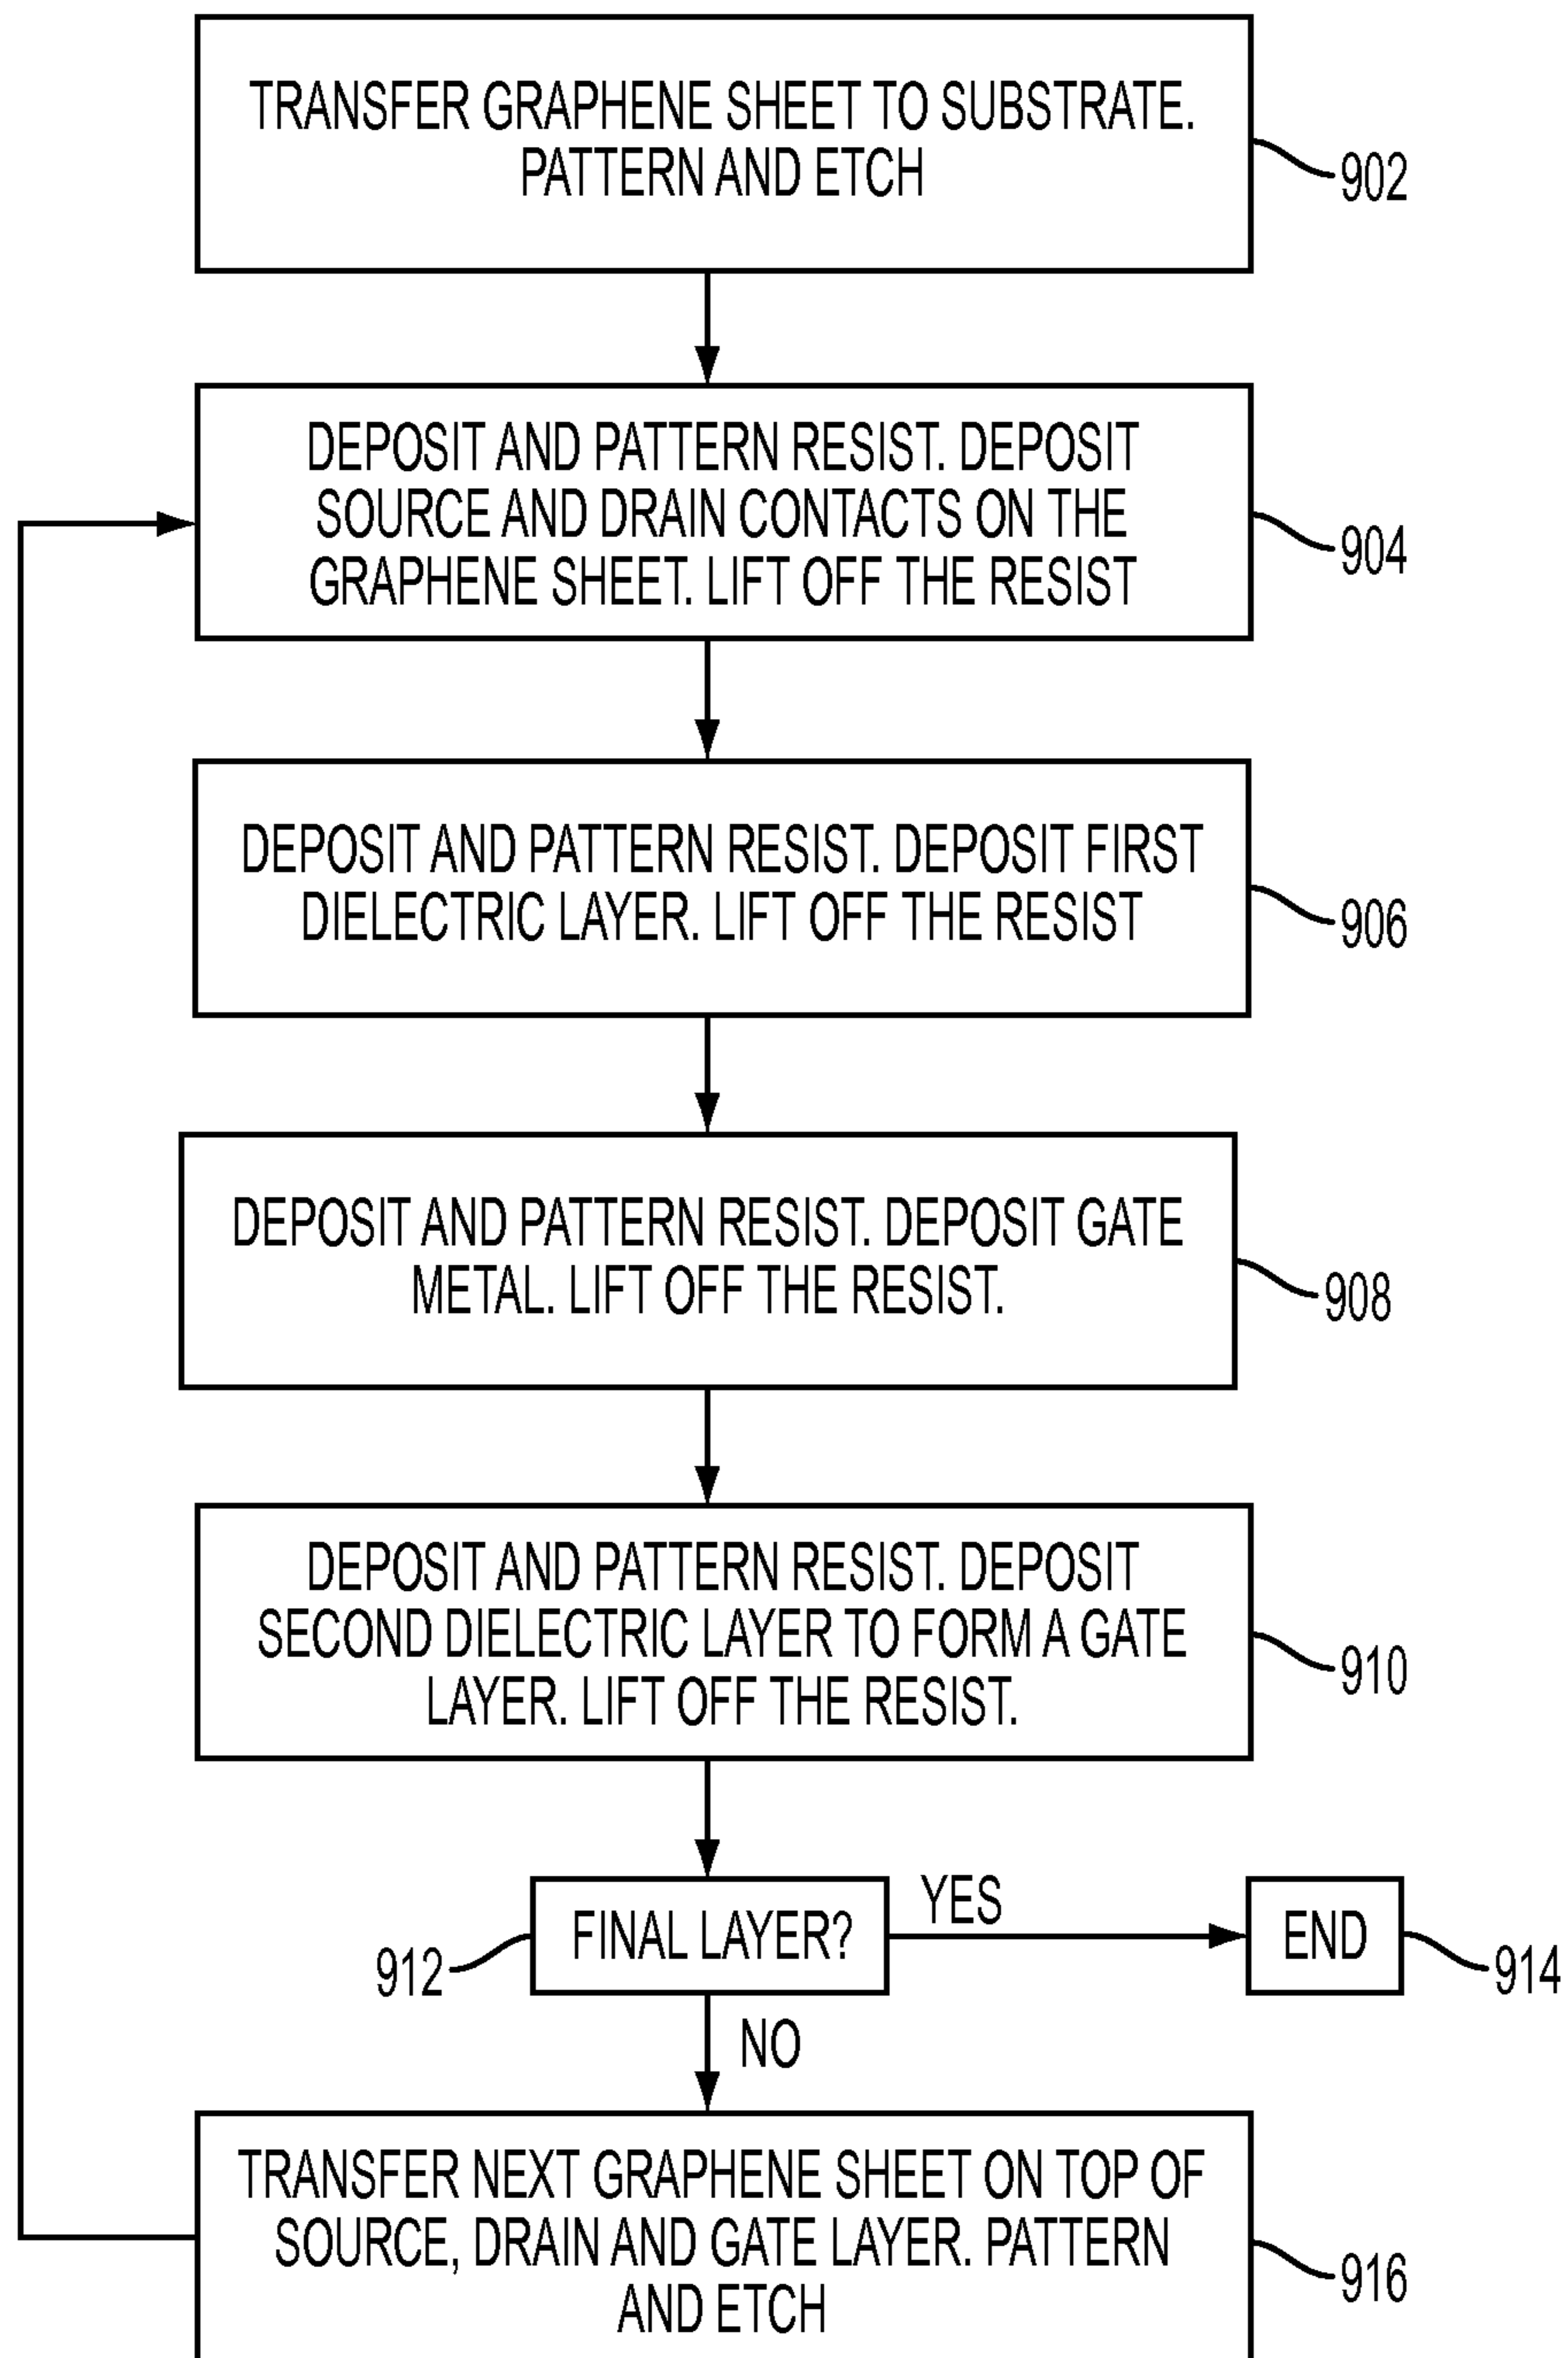 TRANSFER GRAPHENE SHEET TO SUBSTRATE.
PATTERN AND ETCH
902
DEPOSIT AND PATTERN RESIST. DEPOSIT
SOURCE AND DRAIN CONTACTS ON THE
GRAPHENE SHEET. LIFT OFF THE RESIST
904
DEPOSIT AND PATTERN RESIST. DEPOSIT FIRST
DIELECTRIC LAYER. LIFT OFF THE RESIST
906
DEPOSIT AND PATTERN RESIST. DEPOSIT GATE
METAL. LIFT OFF THE RESIST.
908
DEPOSIT AND PATTERN RESIST. DEPOSIT
SECOND DIELECTRIC LAYER TO FORM A GATE
LAYER. LIFT OFF THE RESIST.
910
FINAL LAYER?
912
YES
END
914
NO
TRANSFER NEXT GRAPHENE SHEET ON TOP OF
SOURCE, DRAIN AND GATE LAYER. PATTERN
AND ETCH
916